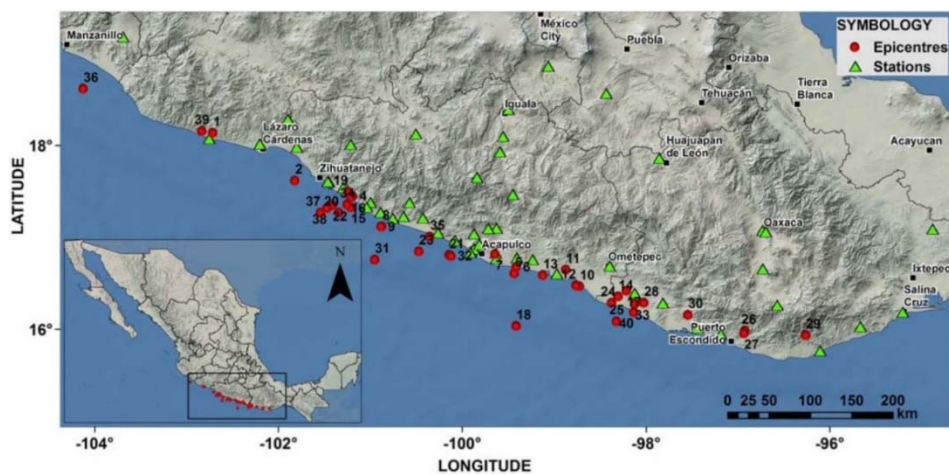 Manzanillo
México
City
Puebla
SYMBOLOGY
Epicentres
Stations
Orizaba
Tierra
Blanca
Tehuacán
36
Iguala
39 1
18°
Lázaro
Cárdenas
Huajuapan
de León
Acayucan
2
Zihuatanejo
19
37 20 4
38 22 15
8
9
35
23
21
Acapulco
32
31
7
Ometepec
11
13
12 10
Oaxaca
Ixtepec
Salina
Cruz
14
24 28
25 33
40
30
26
27
29
16°
18
Puerto
Escondido
N
0 25 50 100 150 200
km
-104° -102° -100° -98° -96°
LATITUDE
LONGITUDE